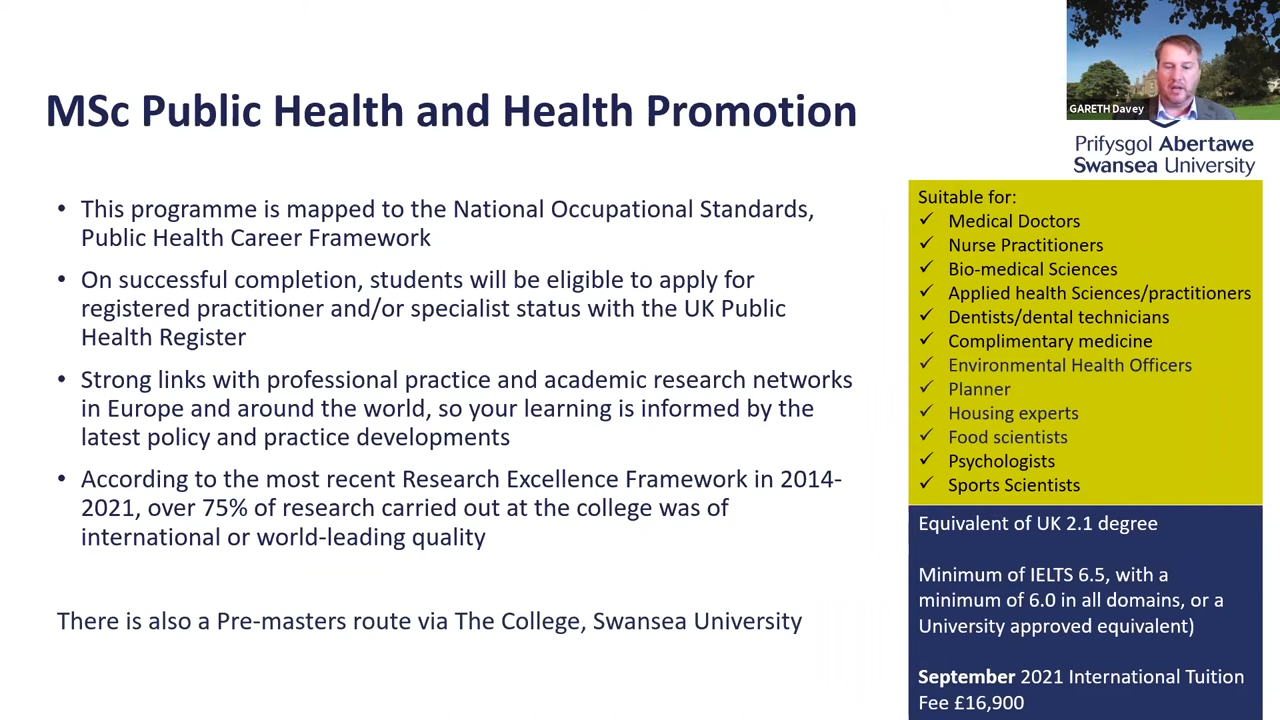 MSc Public Health and Health Promotion
GARETH Davey
Prifysgol Abertawe
Swansea University
• This programme is mapped to the National Occupational Standards,
Public Health Career Framework
• On successful completion, students will be eligible to apply for
registered practitioner and/or specialist status with the UK Public
Health Register
• Strong links with professional practice and academic research networks
in Europe and around the world, so your learning is informed by the
latest policy and practice developments
• According to the most recent Research Excellence Framework in 2014-
2021, over 75% of research carried out at the college was of
international or world-leading quality
There is also a Pre-masters route via The College, Swansea University
Suitable for:
✓ Medical Doctors
✓ Nurse Practitioners
✓ Bio-medical Sciences
✓ Applied health Sciences/practitioners
✓ Dentists/dental technicians
✓ Complimentary medicine
✓ Environmental Health Officers
✓ Planner
✓ Housing experts
✓ Food scientists
✓ Psychologists
✓ Sports Scientists
Equivalent of UK 2.1 degree
Minimum of IELTS 6.5, with a
minimum of 6.0 in all domains, or a
University approved equivalent)
September 2021 International Tuition
Fee £16,900